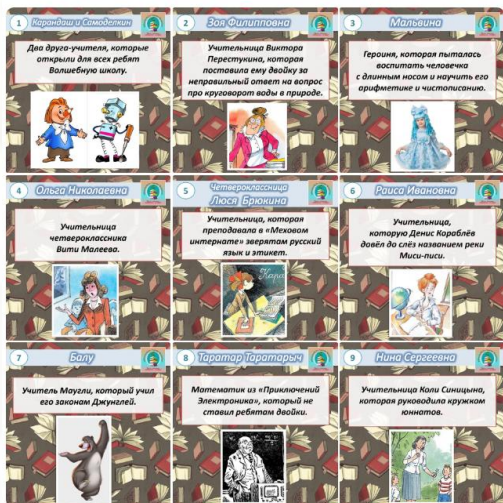 1
Карандаш и Самоделкин
Два друга-учителя, которые
открыли для всех ребят
Волшебную школу.
2
Зоя Филипповна
Учительница Виктора
Перестукина, которая
поставила ему двойку за
неправильный ответ на вопрос
про круговорот воды в природе.
3
Мальвина
Героиня, которая пыталась
воспитать человечка
с длинным носом и научить его
арифметике и чистописанию.
4
Ольга Николаевна
Учительница
четвероклассника
Вити Малеева.
5
Четвероклассница
Люся Брюкина
Учительница, которая
преподавала в «Меховом
интернате» зверятам русский
язык и этикет.
Кара
6
Раиса Ивановна
Учительница,
которую Денис Кораблёв
довёл до слёз названием реки
Миси-писи.
7
Балу
Учитель Маугли, который учил
его законам Джунглей.
8
Таратар Таратарыч
Математик из «Приключений
Электроника», который не
ставил ребятам двойки.
9
Нина Сергеевна
Учительница Коли Синицына,
которая руководила кружком
юннатов.